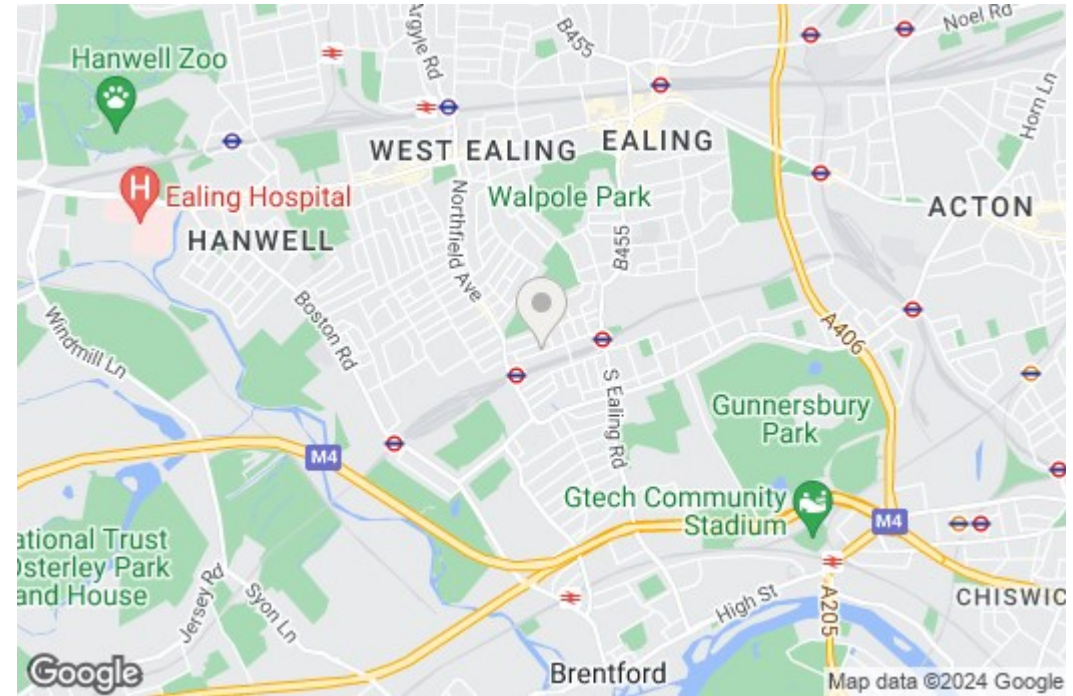 Noel Rd
B455
Argyle Rd
Hanwell Zoo
Horn Ln
WEST EALING
EALING
H
Ealing Hospital
Walpole Park
Northfield Ave
ACTON
HANWELL
B455
Boston Rd
Windmill Ln
A406
S Ealing Rd
Gunnersbury
Park
M4
Gtech Community
Stadium
M4
ational Trust
Osterley Park
and House
Jersey Rd
Syon Ln
High St
A205
CHISWIC
Brentford
Google
Map data ©2024 Google